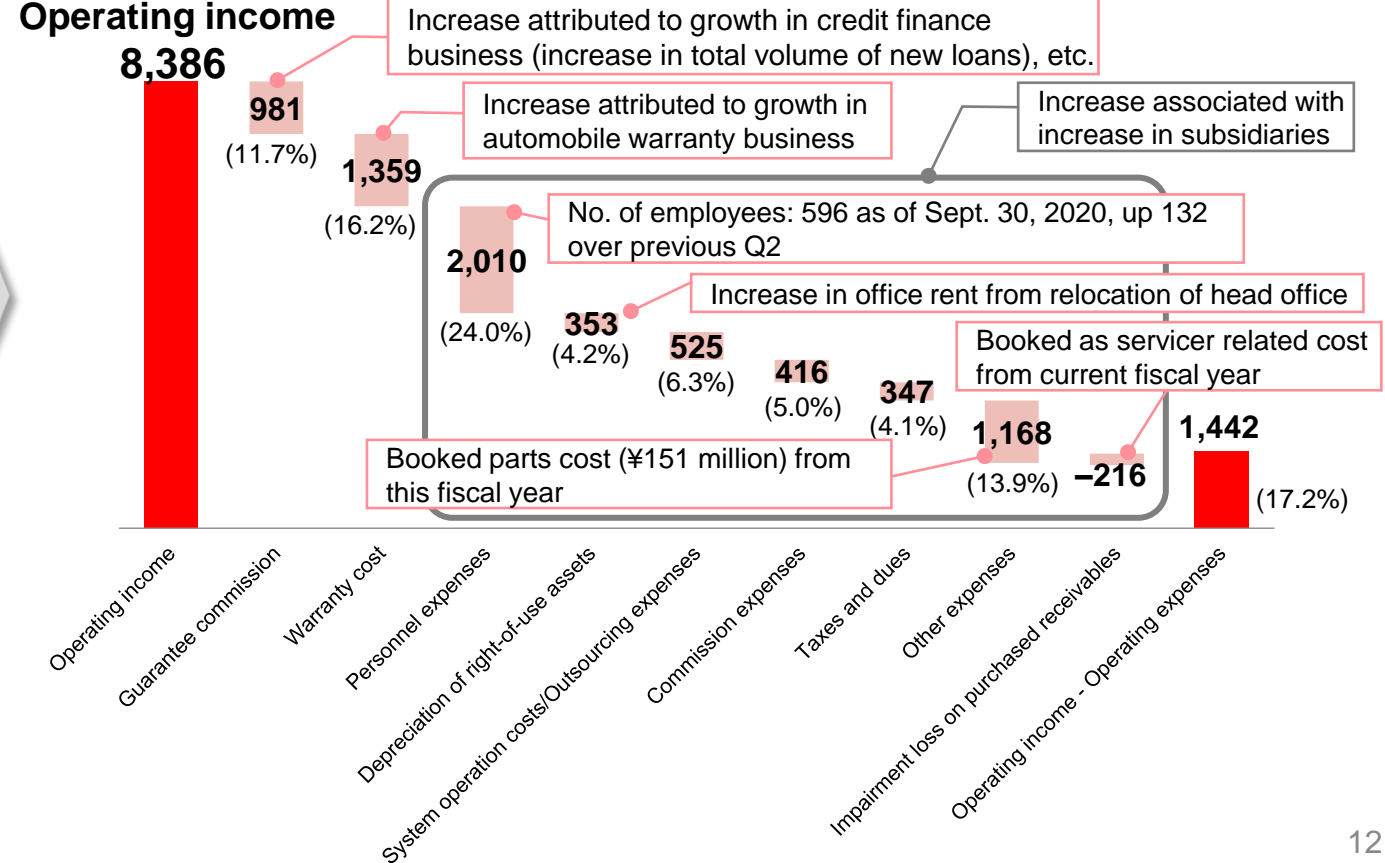 Operating income
8,386
Increase attributed to growth in credit finance
business (increase in total volume of new loans), etc.
981
(11.7%)
Increase attributed to growth in
automobile warranty business
Increase associated with
increase in subsidiaries
1,359
(16.2%)
No. of employees: 596 as of Sept. 30, 2020, up 132
over previous Q2
2,010
(24.0%)
Increase in office rent from relocation of head office
353
(4.2%)
525
(6.3%)
Booked as servicer related cost
from current fiscal year
416
(5.0%)
347
(4.1%)
1,168
(13.9%)
–216
1,442
(17.2%)
Booked parts cost (¥151 million) from
this fiscal year
Operating income
Guarantee commission
Warranty cost
Personnel expenses
Depreciation of right-of-use assets
System operation costs/Outsourcing expenses
Commission expenses
Taxes and dues
Other expenses
Impairment loss on purchased receivables
Operating income - Operating expenses
12